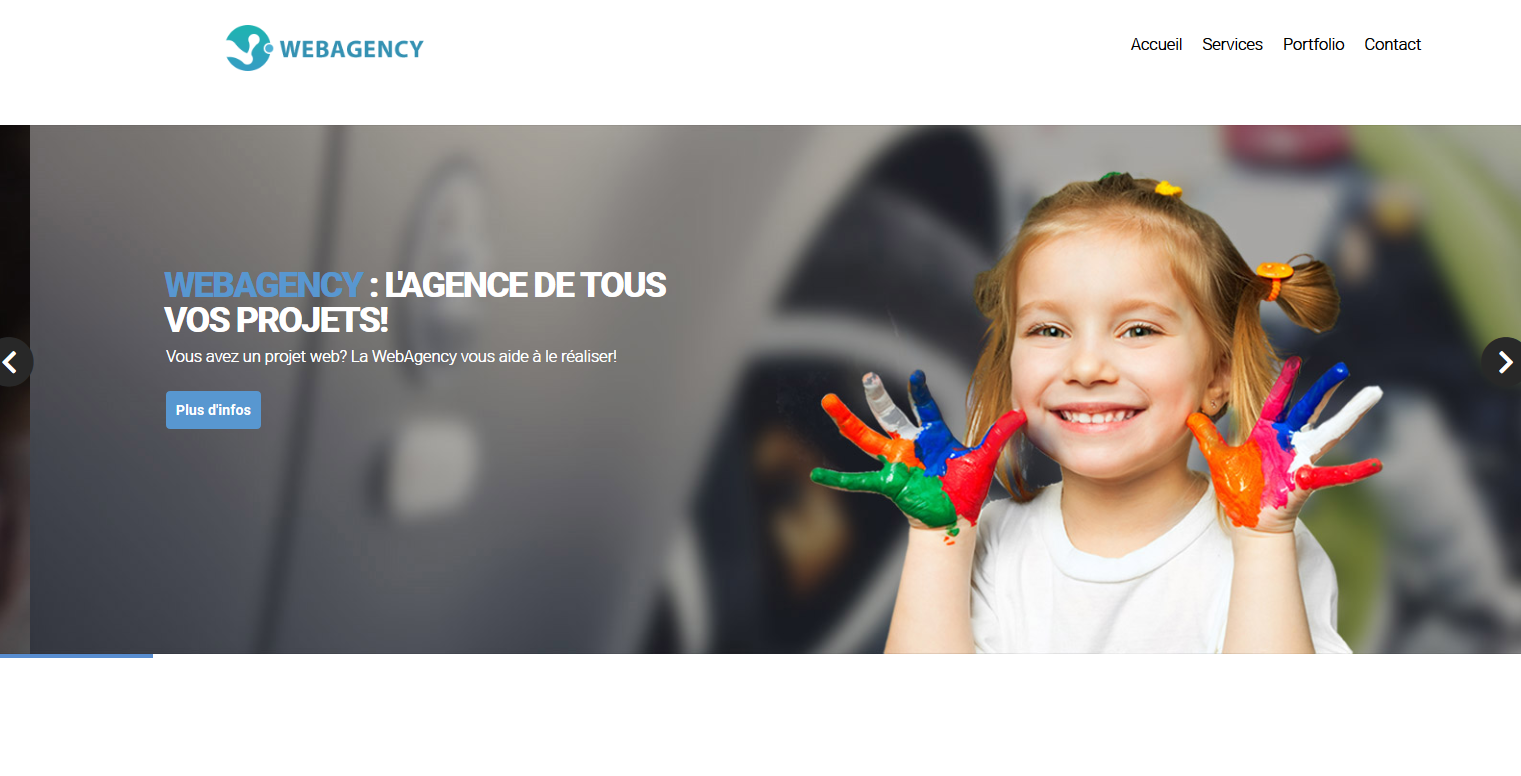 WEBAGENCY
Accueil Services Portfolio Contact
WEBAGENCY : L'AGENCE DE TOUS
VOS PROJETS!
Vous avez un projet web? La WebAgency vous aide à le réaliser!
Plus d'infos